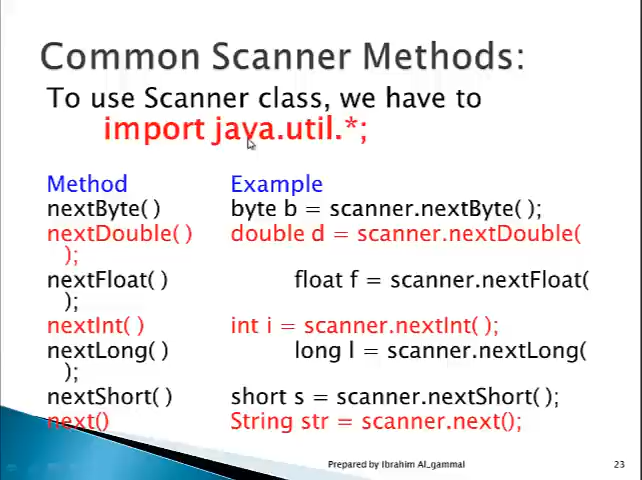 Common Scanner Methods:
To use Scanner class, we have to
import java.util.*;
Method Example
nextByte( ) byte b = scanner.nextByte( );
nextDouble( ) double d = scanner.nextDouble(
);
nextFloat( ) float f = scanner.nextFloat(
);
nextInt( ) int i = scanner.nextInt( );
nextLong( ) long l = scanner.nextLong(
);
nextShort( ) short s = scanner.nextShort( );
next() String str = scanner.next();
Prepared by Ibrahim Al_gammal 23